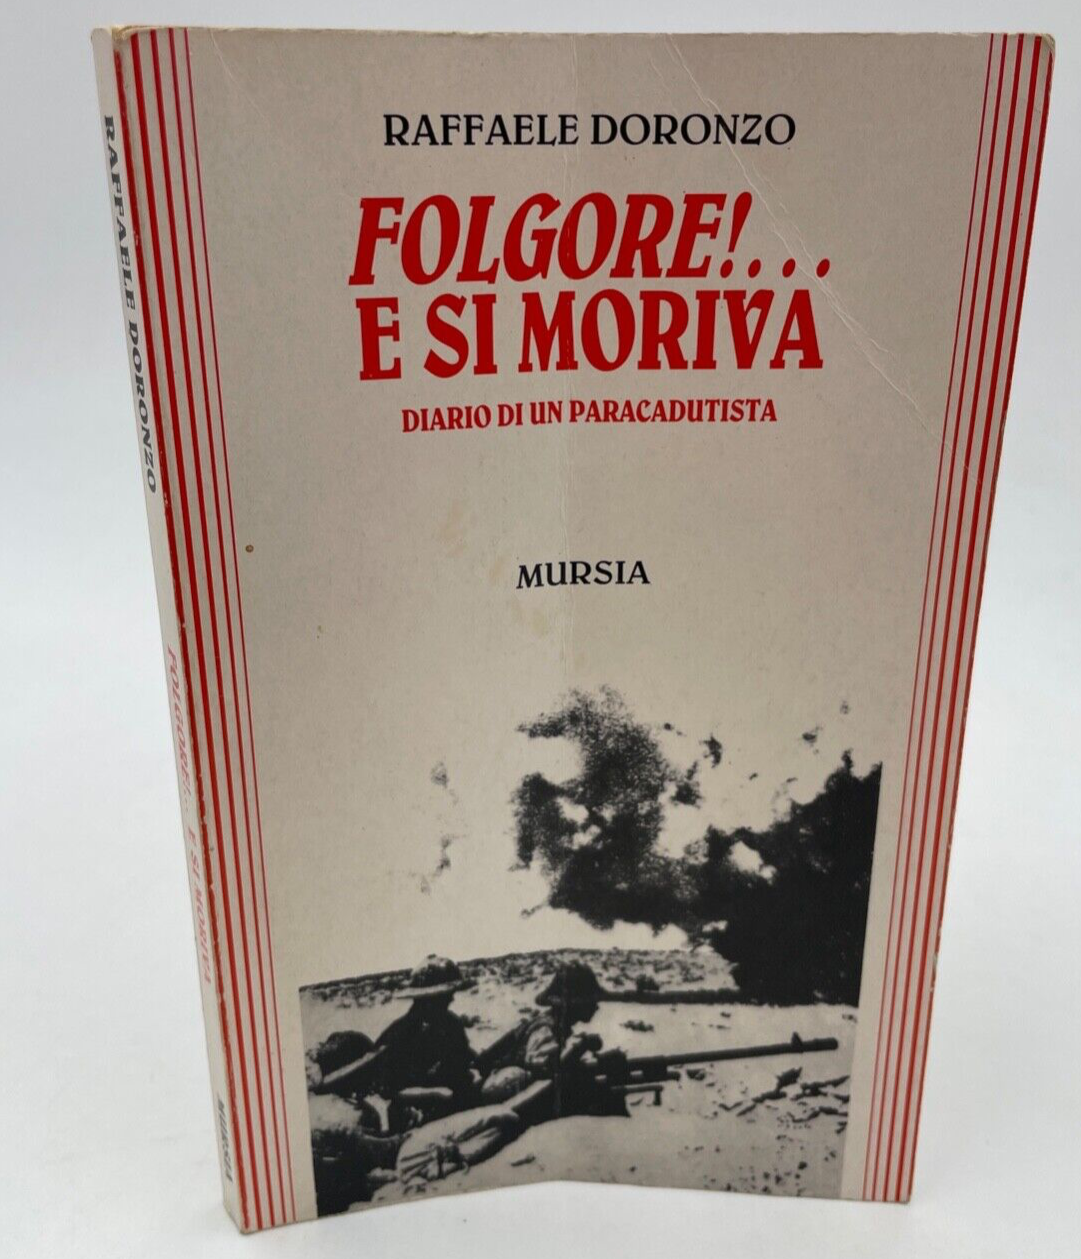 RAFFAELE DORONZO
FOLGORE!...
E SI MORIVA
DIARIO DI UN PARACADUTISTA
MURSIA
RAFFAELE DORONZO
FOLGORE!... E SI MORIVA
MURSIA